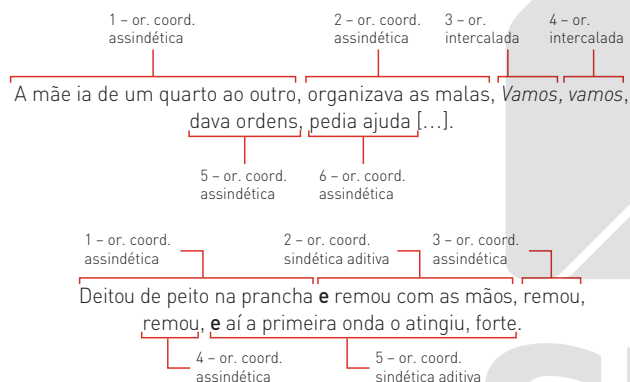 1 – or. coord. assindética
2 – or. coord. assindética
3 – or. intercalada
4 – or. intercalada
A mãe ia de um quarto ao outro, organizava as malas, Vamos, vamos,
dava ordens, pedia ajuda [...].
5 – or. coord. assindética
6 – or. coord. assindética
1 – or. coord. assindética
2 – or. coord. sindética aditiva
3 – or. coord. assindética
Deitou de peito na prancha e remou com as mãos, remou,
remou, e aí a primeira onda o atingiu, forte.
4 – or. coord. assindética
5 – or. coord. sindética aditiva